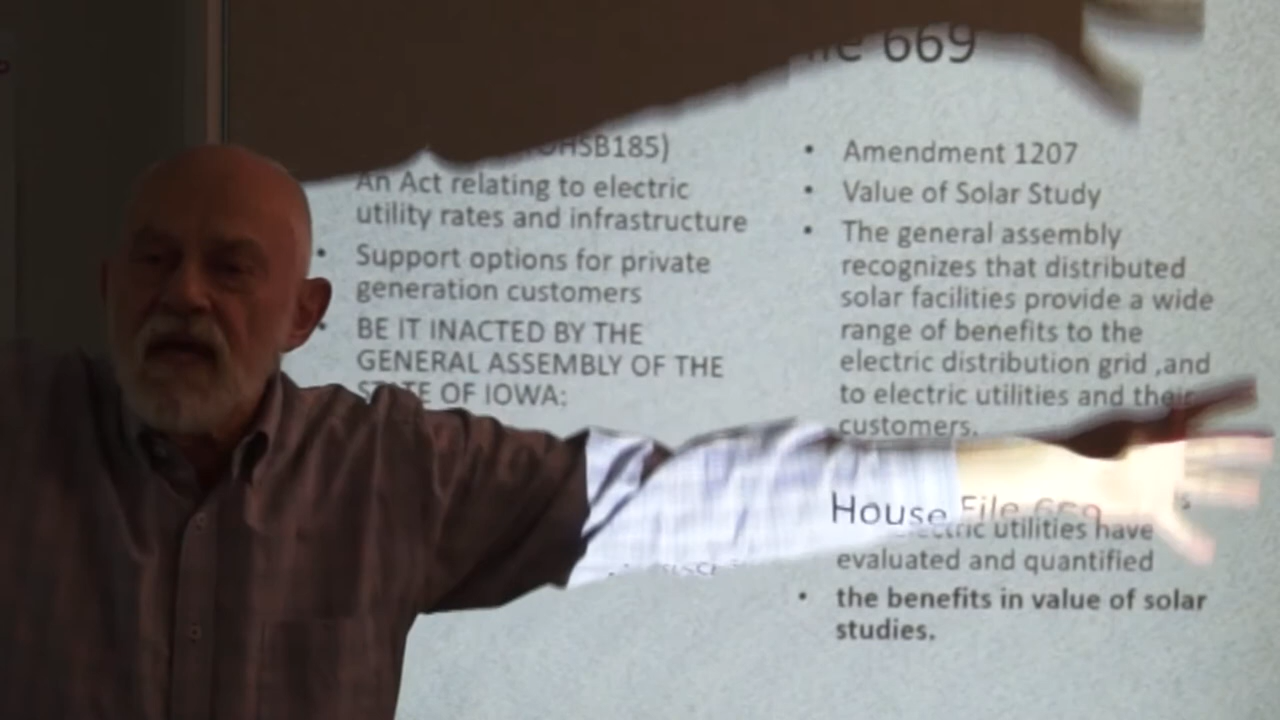 File 669
HSB185)
An Act relating to electric
utility rates and infrastructure
• Support options for private
generation customers
• BE IT INACTED BY THE
GENERAL ASSEMBLY OF THE
STATE OF IOWA:
• Amendment 1207
• Value of Solar Study
• The general assembly
recognizes that distributed
solar facilities provide a wide
range of benefits to the
electric distribution grid ,and
to electric utilities and their
customers.
House File 669
electric utilities have
evaluated and quantified
• the benefits in value of solar
studies.